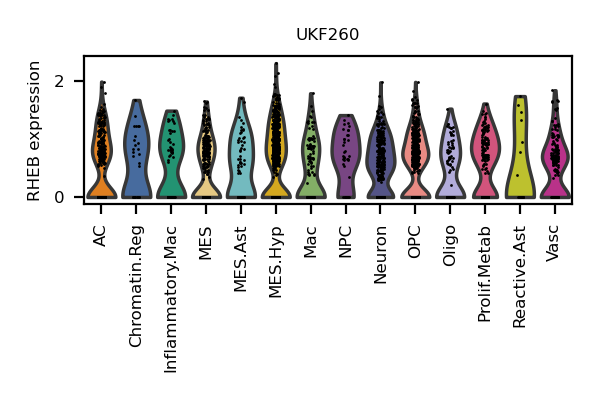 UKF260
RHEB expression
2
0
AC
Chromatin.Reg
Inflammatory.Mac
MES
MES.Ast
MES.Hyp
Mac
NPC
Neuron
OPC
Oligo
Prolif.Metab
Reactive.Ast
Vasc